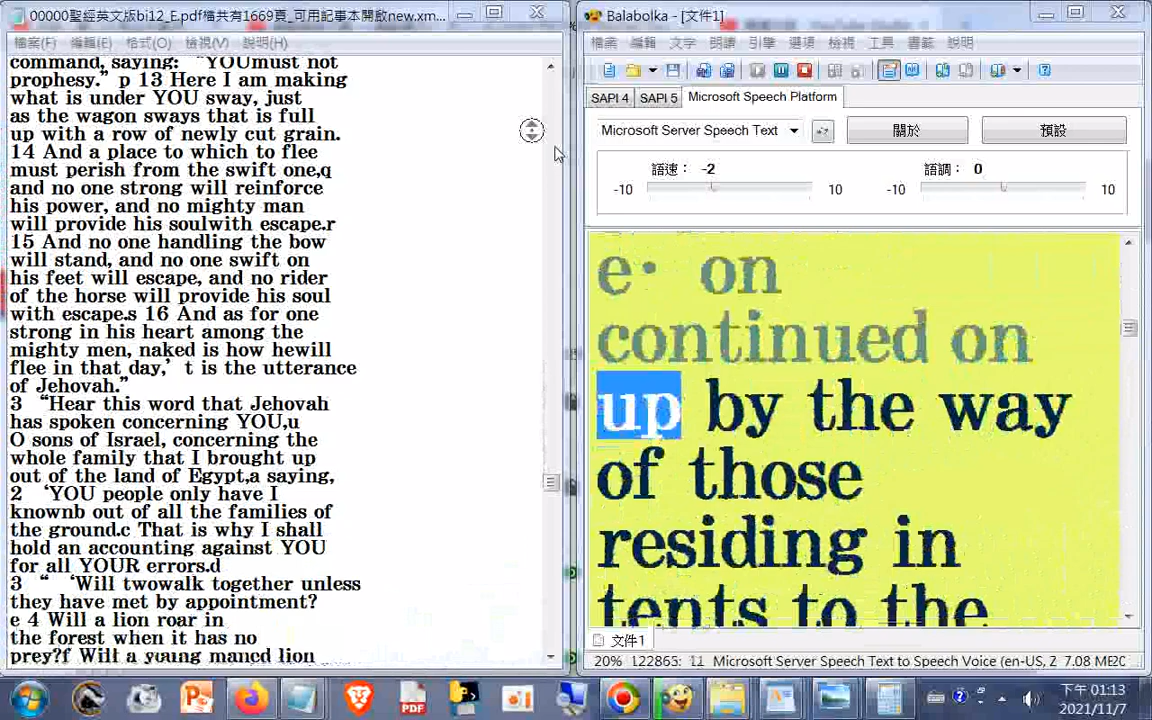 00000聖經英文版bi12_E.pdf檔共有1669頁_可用記事本開啟new.xm...
檔案(F) 編輯(E) 格式(O) 檢視(V) 說明(H)
command, saying: “YOUmust not
prophesy.” p 13 Here I am making
what is under YOU sway, just
as the wagon sways that is full
up with a row of newly cut grain.
14 And a place to which to flee
must perish from the swift one,q
and no one strong will reinforce
his power, and no mighty man
will provide his soulwith escape.r
15 And no one handling the bow
will stand, and no one swift on
his feet will escape, and no rider
of the horse will provide his soul
with escape.s 16 And as for one
strong in his heart among the
mighty men, naked is how hewill
flee in that day,’ t is the utterance
of Jehovah.”
3 “Hear this word that Jehovah
has spoken concerning YOU,u
O sons of Israel, concerning the
whole family that I brought up
out of the land of Egypt,a saying,
2 ‘YOU people only have I
knownb out of all the families of
the ground.c That is why I shall
hold an accounting against YOU
for all YOUR errors.d
3 “ ‘Will twowalk together unless
they have met by appointment?
e 4 Will a lion roar in
the forest when it has no
prey?f Will a young mancd lion
Balabolka - [文件1]
檔案 編輯 文字 朗讀 引擎 選項 檢視 工具 書籤 說明
SAPI 4 SAPI 5 Microsoft Speech Platform
Microsoft Server Speech Text 關於 預設
語速： -2 語調： 0
-10 10 -10 10
e· on
continued on
up by the way
of those
residing in
tents to the
文件1
20% 122865: 11 Microsoft Server Speech Text to Speech Voice (en-US, Z 7.08 ME20
PDF
下午 01:13
2021/11/7